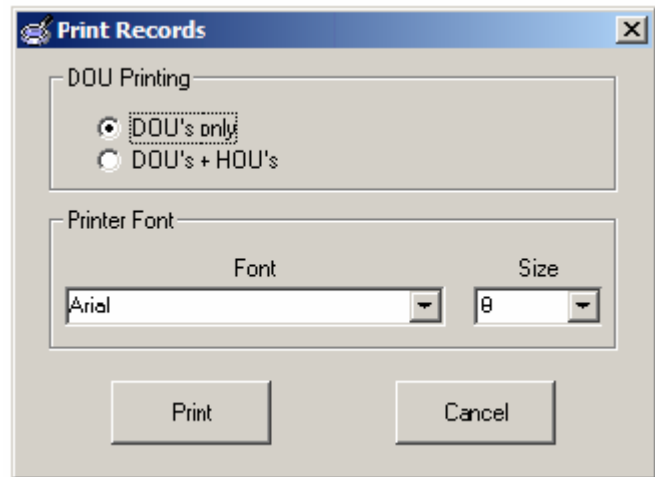 Print Records
DOU Printing
DOU's only
DOU's + HOU's
Printer Font
Font Size
Arial 8
Print Cancel